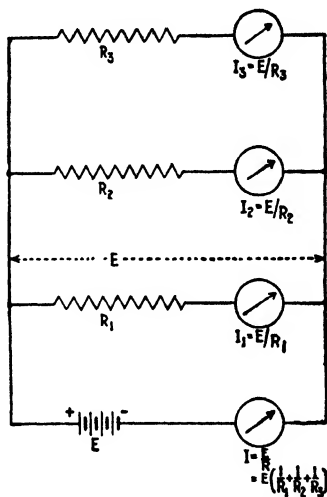 R₃
I₃ = E/R₃
R₂
I₂ = E/R₂
E
R₁
I₁ = E/R₁
+ -
E
I = E/R
= E(1/R₁ + 1/R₂ + 1/R₃)